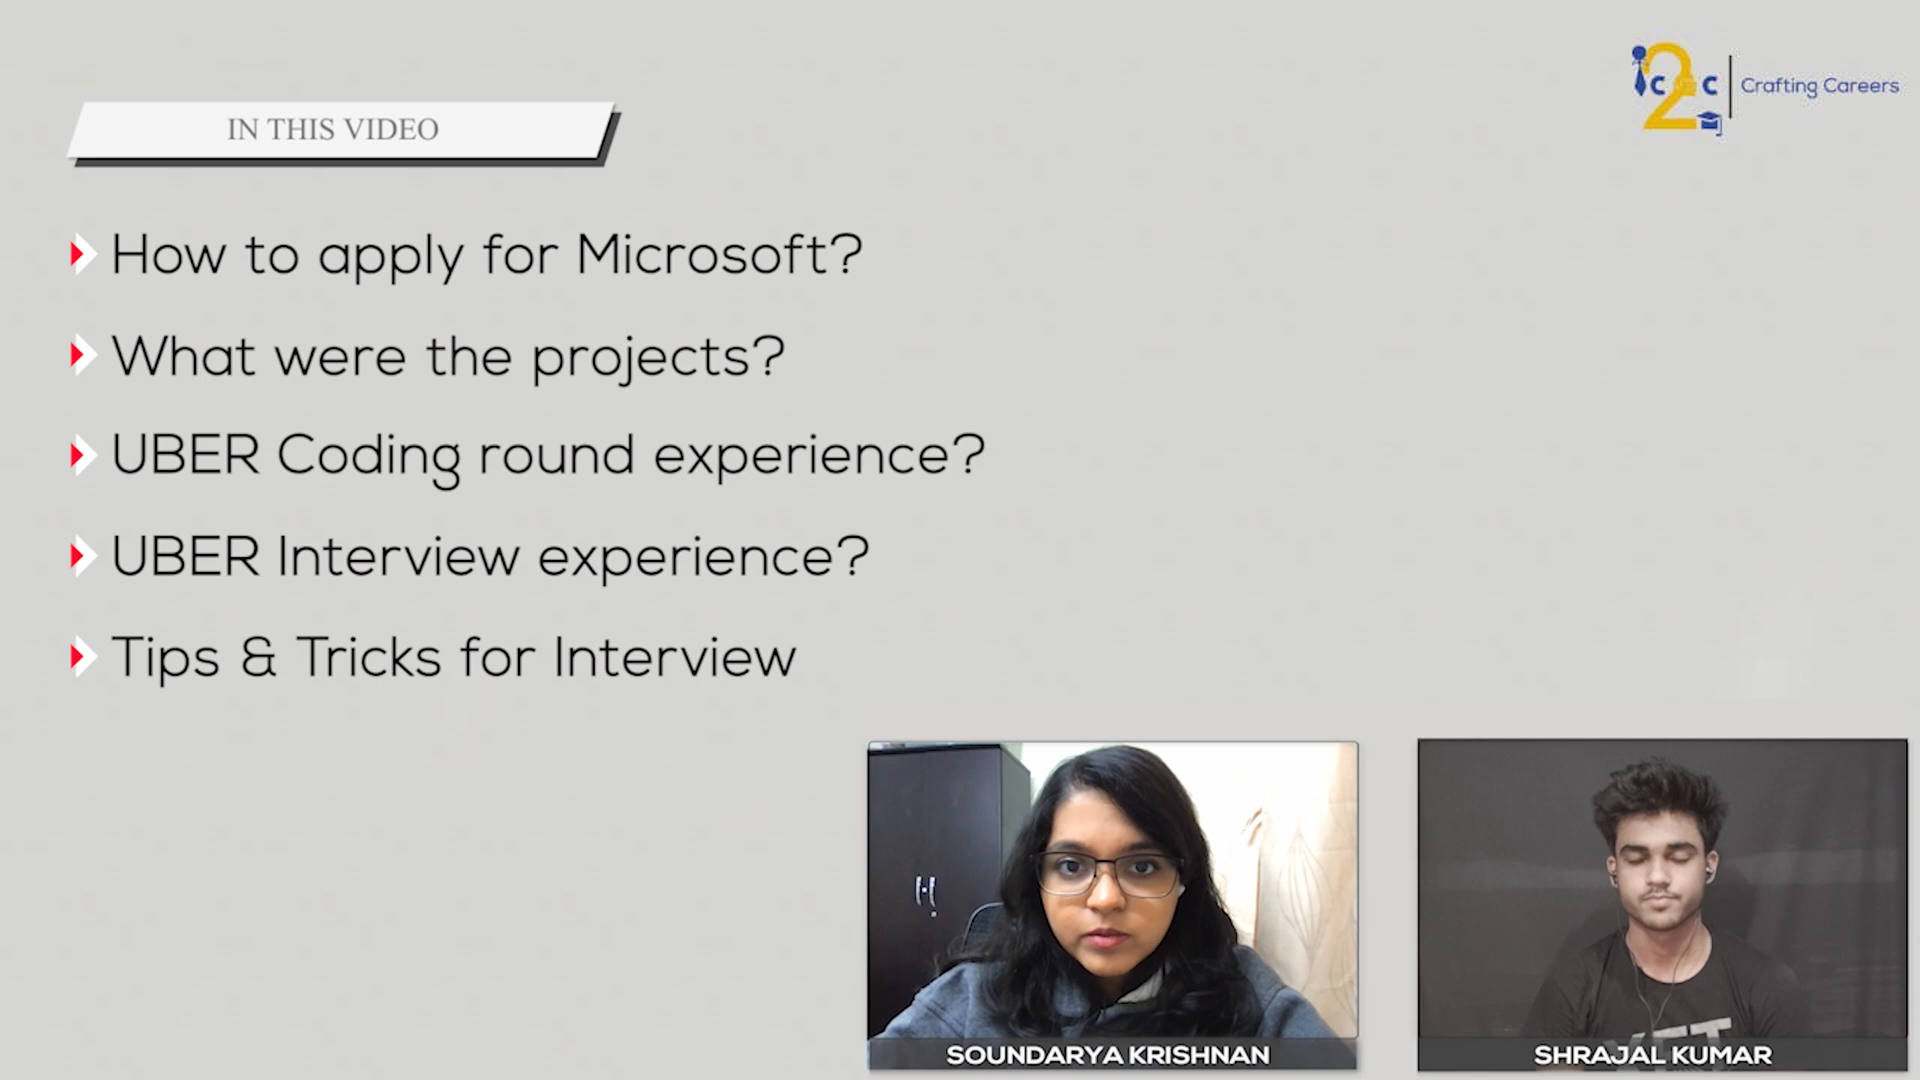 IN THIS VIDEO
c2c | Crafting Careers
How to apply for Microsoft?
What were the projects?
UBER Coding round experience?
UBER Interview experience?
Tips & Tricks for Interview
SOUNDARYA KRISHNAN
SHRAJAL KUMAR